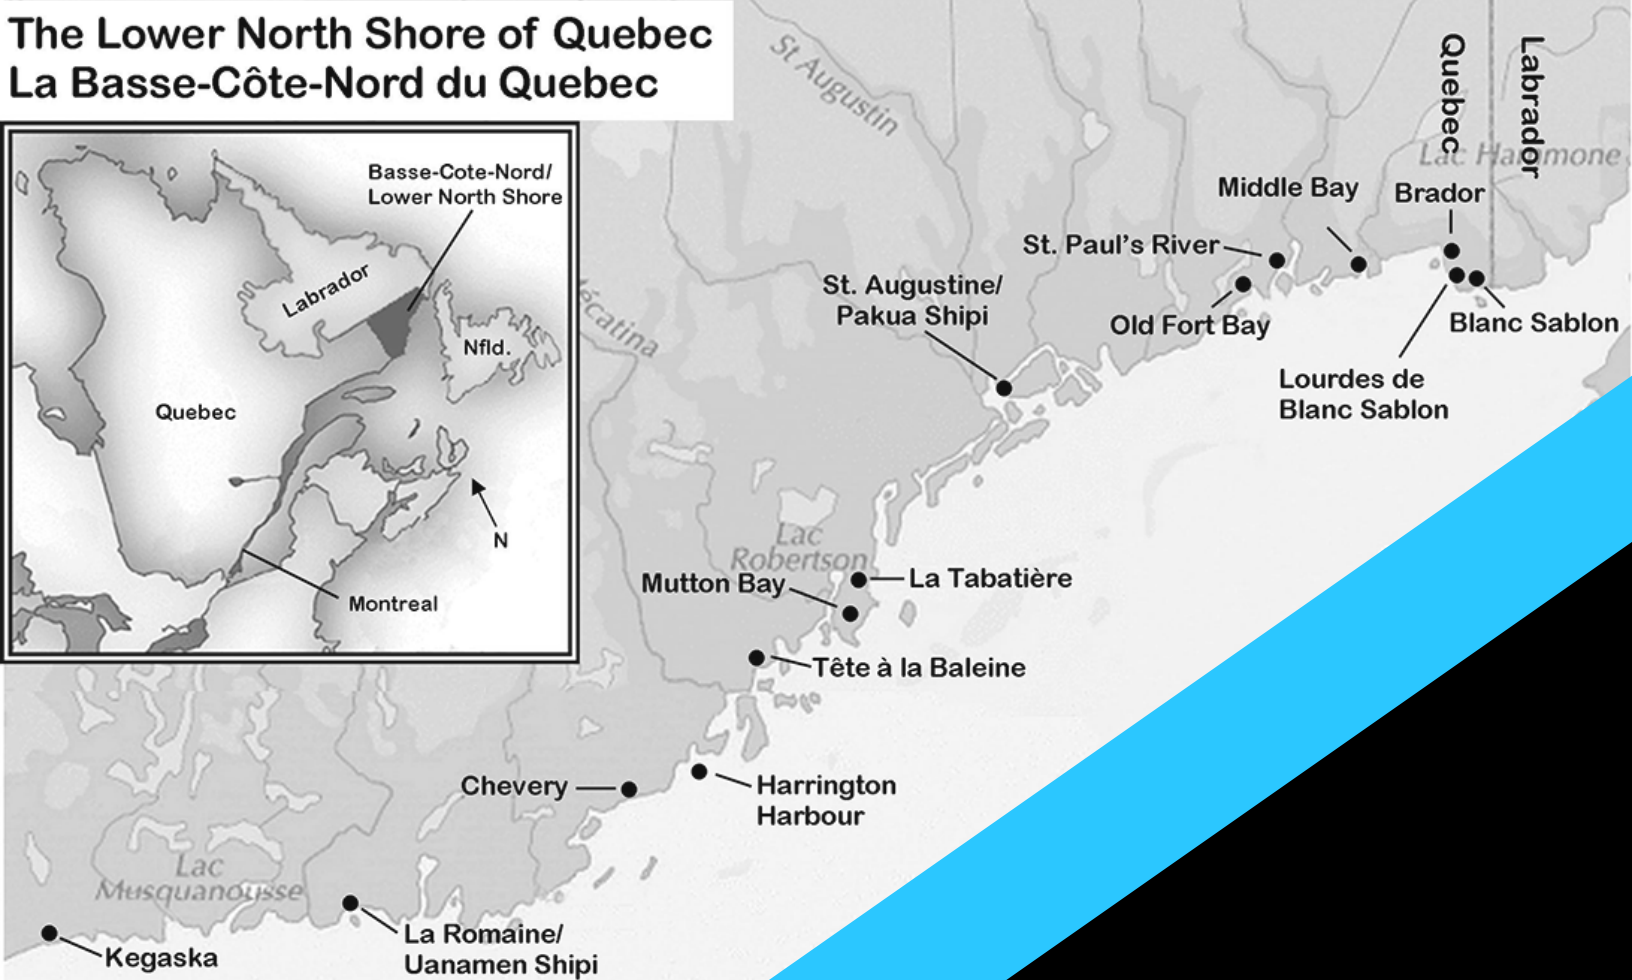 The Lower North Shore of Quebec
La Basse-Côte-Nord du Quebec
Basse-Cote-Nord/
Lower North Shore
Labrador
Nfld.
Quebec
N
Montreal
St Augustin
Quebec
Labrador
Lac Hammone
Middle Bay
Brador
St. Paul's River
St. Augustine/
Pakua Shipi
Old Fort Bay
Blanc Sablon
Lourdes de
Blanc Sablon
écatina
Lac
Robertson
Mutton Bay
La Tabatière
Tête à la Baleine
Chevery
Harrington
Harbour
Lac
Musquanousse
La Romaine/
Uanamen Shipi
Kegaska